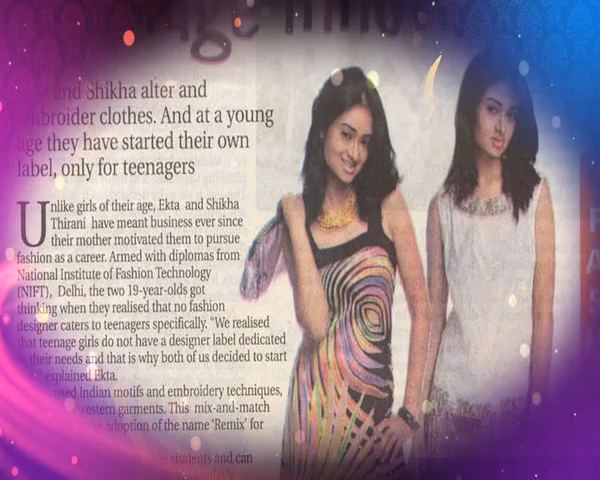 and Shikha alter and
embroider clothes. And at a young
age they have started their own
label, only for teenagers
Unlike girls of their age, Ekta and Shikha
Thirani have meant business ever since
their mother motivated them to pursue
fashion as a career. Armed with diplomas from
National Institute of Fashion Technology
(NIFT), Delhi, the two 19-year-olds got
thinking when they realised that no fashion
designer caters to teenagers specifically. "We realised
that teenage girls do not have a designer label dedicated
their needs and that is why both of us decided to start
explained Ekta.
used Indian motifs and embroidery techniques,
western garments. This mix-and-match
adoption of the name 'Remix' for
students and can